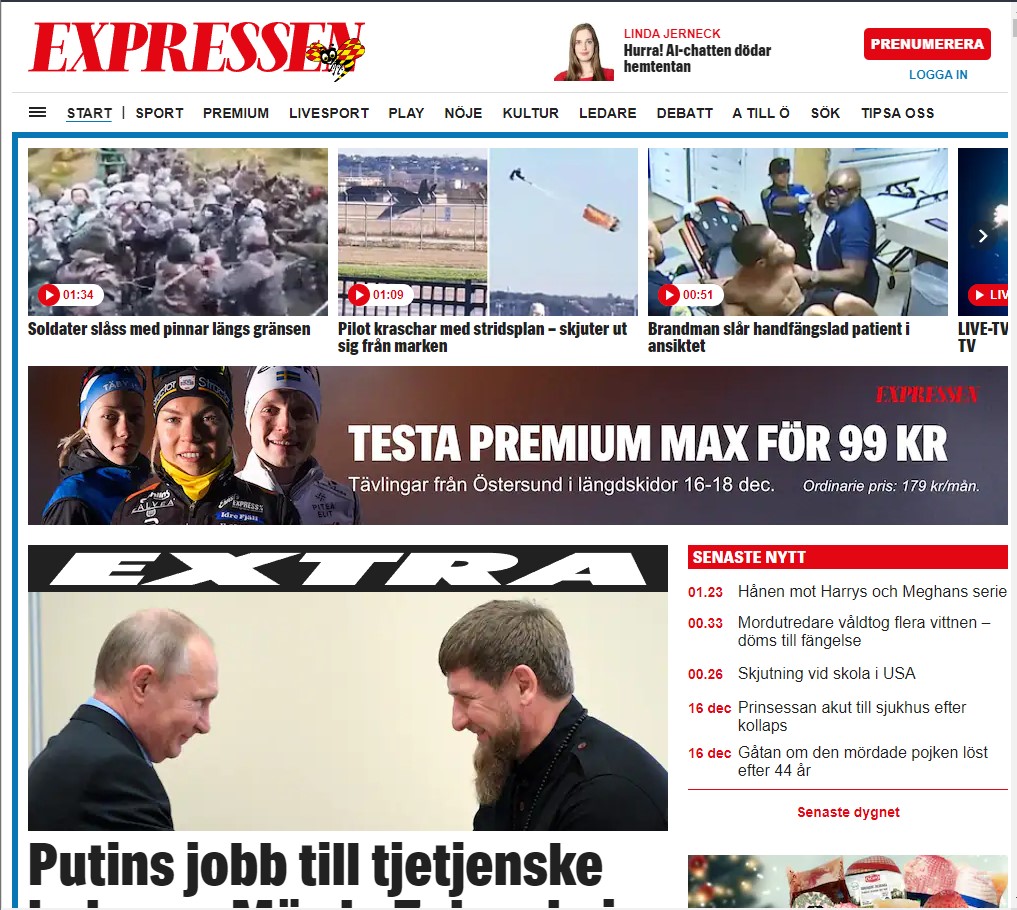 EXPRESSEN
LINDA JERNECK
Hurra! AI-chatten dödar
hemtentan
PRENUMERERA
LOGGA IN
START | SPORT PREMIUM LIVESPORT PLAY NÖJE KULTUR LEDARE DEBATT A TILL Ö SÖK TIPSA OSS
01:34
Soldater slåss med pinnar längs gränsen
01:09
Pilot kraschar med stridsplan – skjuter ut
sig från marken
00:51
Brandman slår handfängslad patient i
ansiktet
LIV
LIVE-TV
TV
EXPRESSEN
TESTA PREMIUM MAX FÖR 99 KR
Tävlingar från Östersund i längdskidor 16-18 dec.
Ordinarie pris: 179 kr/mån.
TÄBY
Idre Fjäll
PITEÅ
ELIT
EXTRA
Putins jobb till tjetjenske
SENASTE NYTT
01.23 Hånen mot Harrys och Meghans serie
00.33 Mordutredare våldtog flera vittnen –
döms till fängelse
00.26 Skjutning vid skola i USA
16 dec Prinsessan akut till sjukhus efter
kollaps
16 dec Gåtan om den mördade pojken löst
efter 44 år
Senaste dygnet